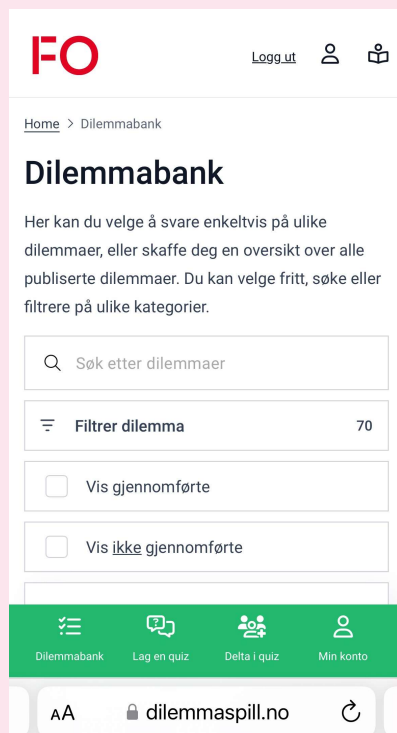 FO
Logg ut
Home > Dilemmabank
Dilemmabank
Her kan du velge å svare enkeltvis på ulike
dilemmaer, eller skaffe deg en oversikt over alle
publiserte dilemmaer. Du kan velge fritt, søke eller
filtrere på ulike kategorier.
Søk etter dilemmaer
Filtrer dilemma 70
Vis gjennomførte
Vis ikke gjennomførte
Dilemmabank Lag en quiz Delta i quiz Min konto
AA dilemmaspill.no